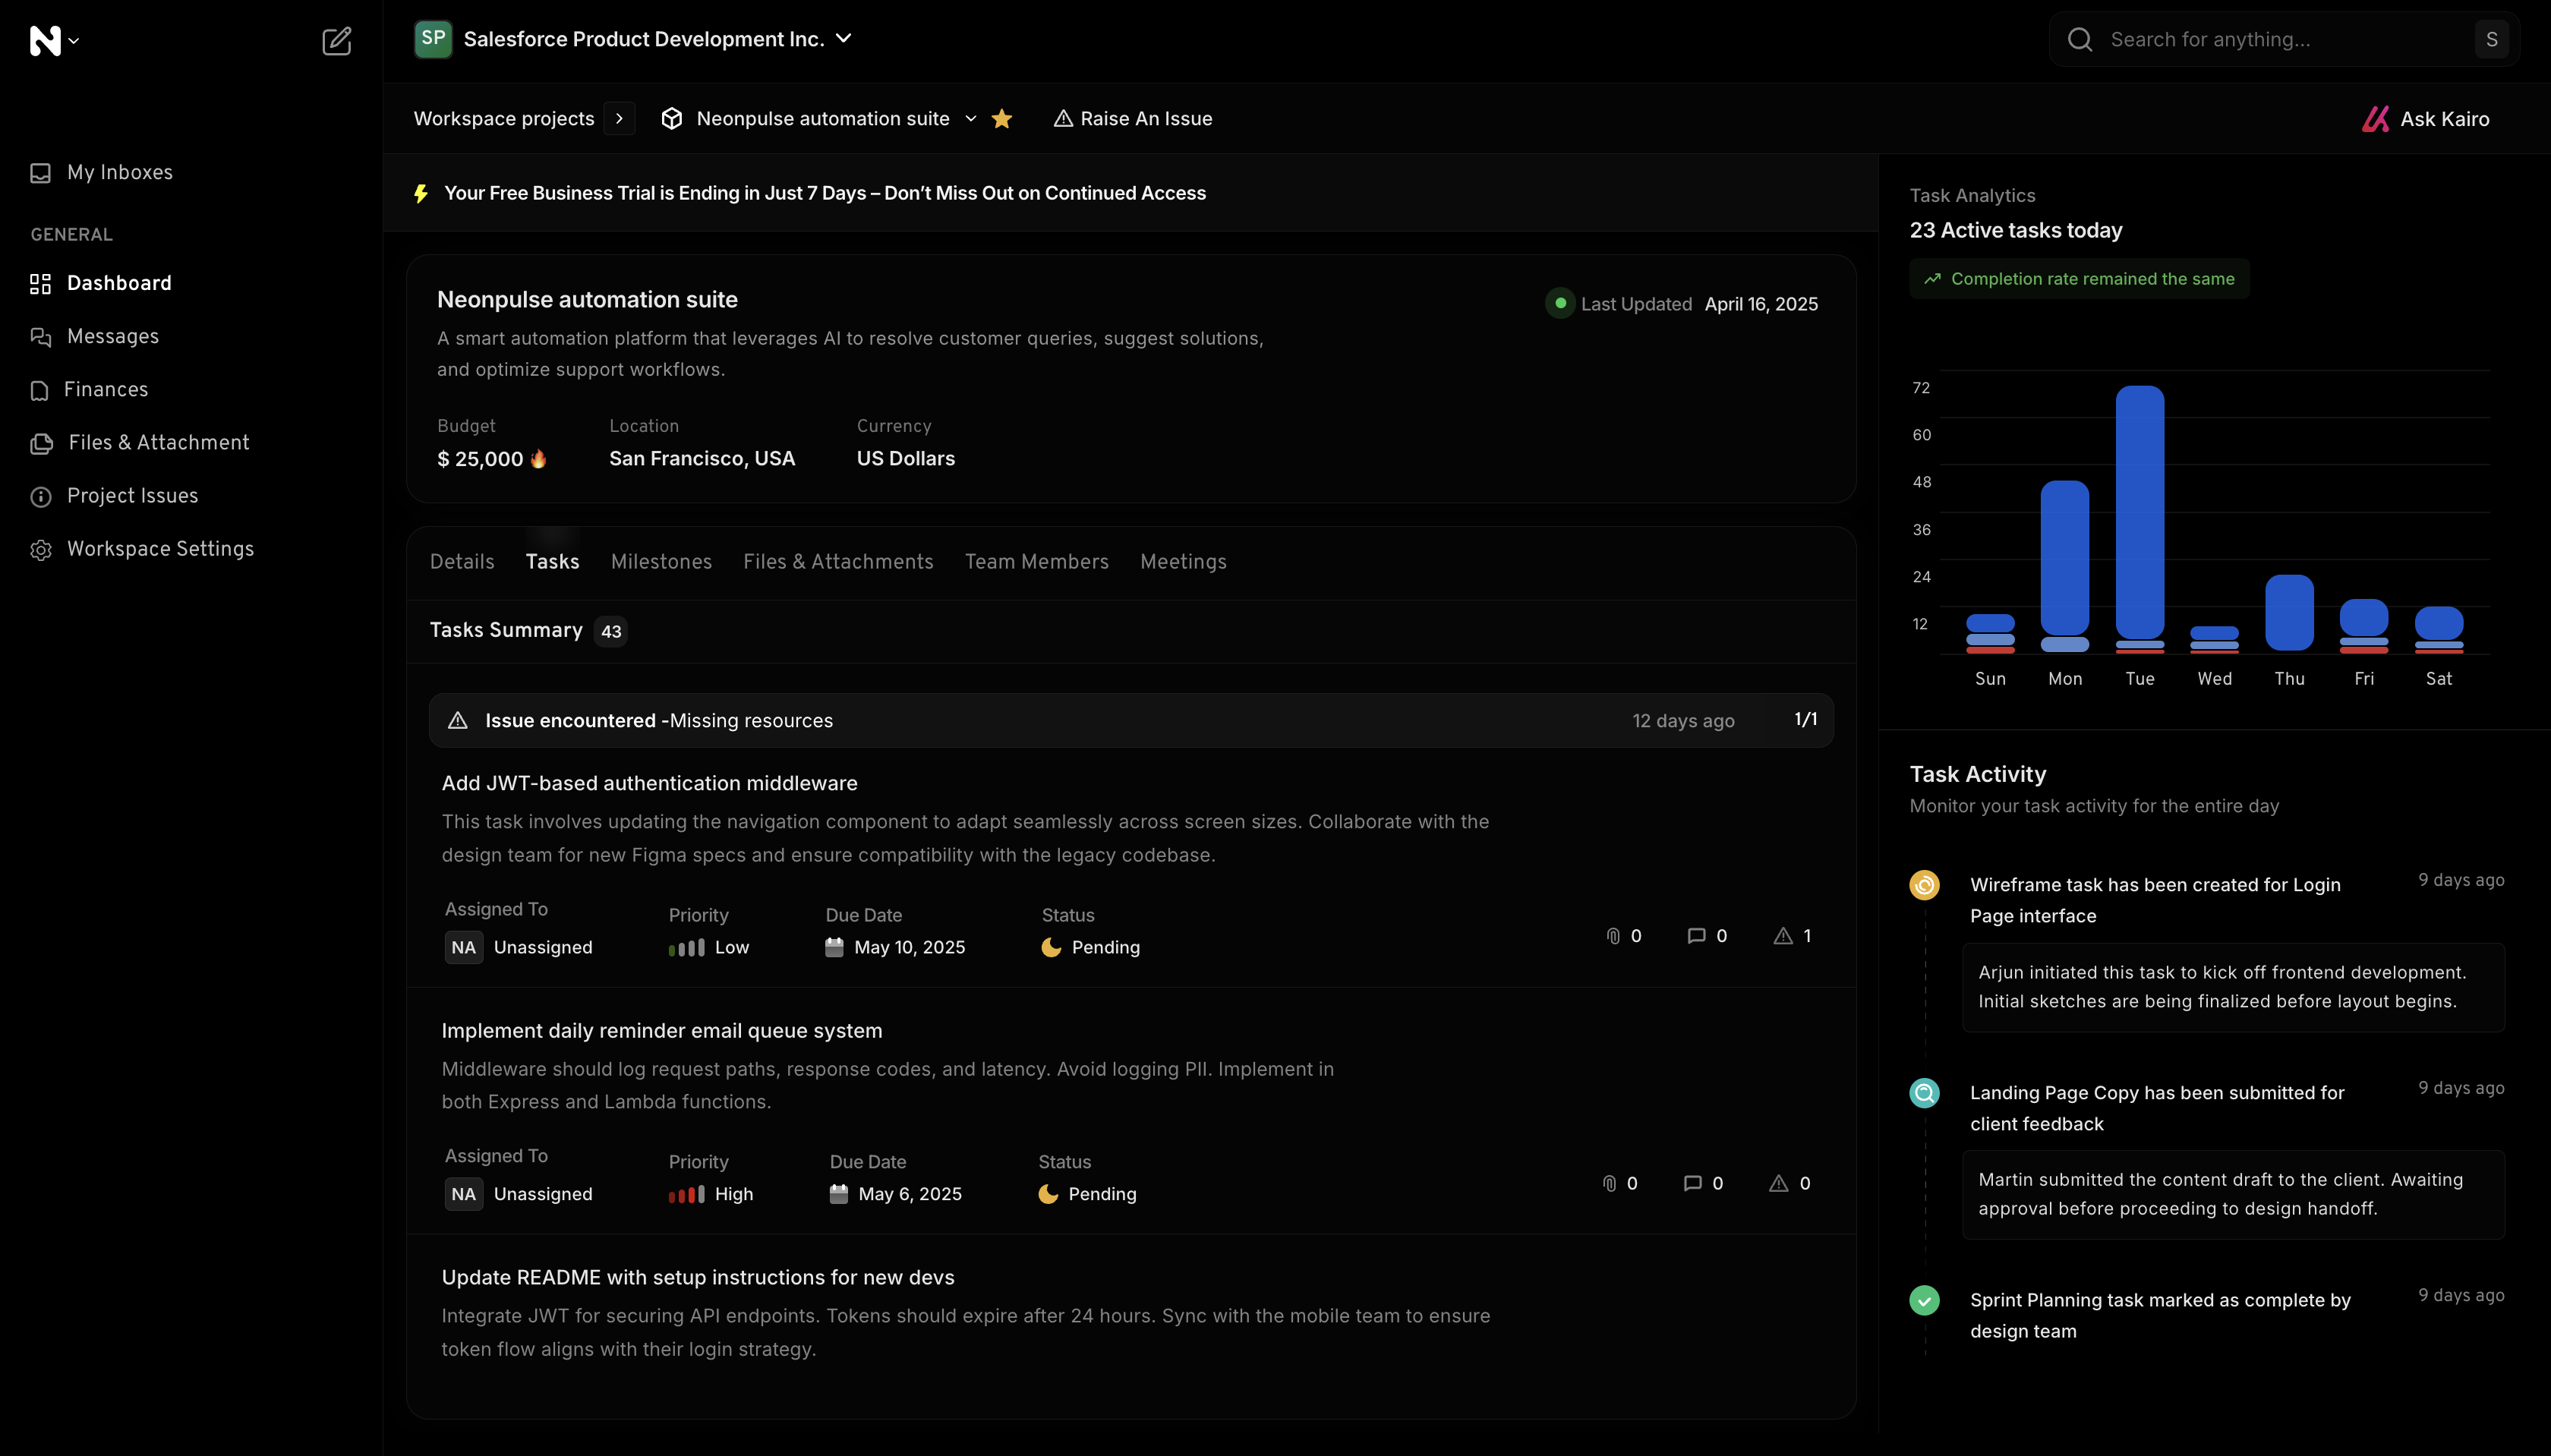 SP Salesforce Product Development Inc.
Search for anything... S
Workspace projects
Neonpulse automation suite
Raise An Issue
Ask Kairo
My Inboxes
GENERAL
Dashboard
Messages
Finances
Files & Attachment
Project Issues
Workspace Settings
Your Free Business Trial is Ending in Just 7 Days – Don’t Miss Out on Continued Access
Neonpulse automation suite
Last Updated April 16, 2025
A smart automation platform that leverages AI to resolve customer queries, suggest solutions,
and optimize support workflows.
Budget Location Currency
$ 25,000 🔥 San Francisco, USA US Dollars
Details Tasks Milestones Files & Attachments Team Members Meetings
Tasks Summary 43
Issue encountered -Missing resources 12 days ago 1/1
Add JWT-based authentication middleware
This task involves updating the navigation component to adapt seamlessly across screen sizes. Collaborate with the
design team for new Figma specs and ensure compatibility with the legacy codebase.
Assigned To Priority Due Date Status
NA Unassigned Low May 10, 2025 Pending 0 0 1
Implement daily reminder email queue system
Middleware should log request paths, response codes, and latency. Avoid logging PII. Implement in
both Express and Lambda functions.
Assigned To Priority Due Date Status
NA Unassigned High May 6, 2025 Pending 0 0 0
Update README with setup instructions for new devs
Integrate JWT for securing API endpoints. Tokens should expire after 24 hours. Sync with the mobile team to ensure
token flow aligns with their login strategy.
Task Analytics
23 Active tasks today
Completion rate remained the same
72
60
48
36
24
12
Sun Mon Tue Wed Thu Fri Sat
Task Activity
Monitor your task activity for the entire day
Wireframe task has been created for Login 9 days ago
Page interface
Arjun initiated this task to kick off frontend development.
Initial sketches are being finalized before layout begins.
Landing Page Copy has been submitted for 9 days ago
client feedback
Martin submitted the content draft to the client. Awaiting
approval before proceeding to design handoff.
Sprint Planning task marked as complete by 9 days ago
design team